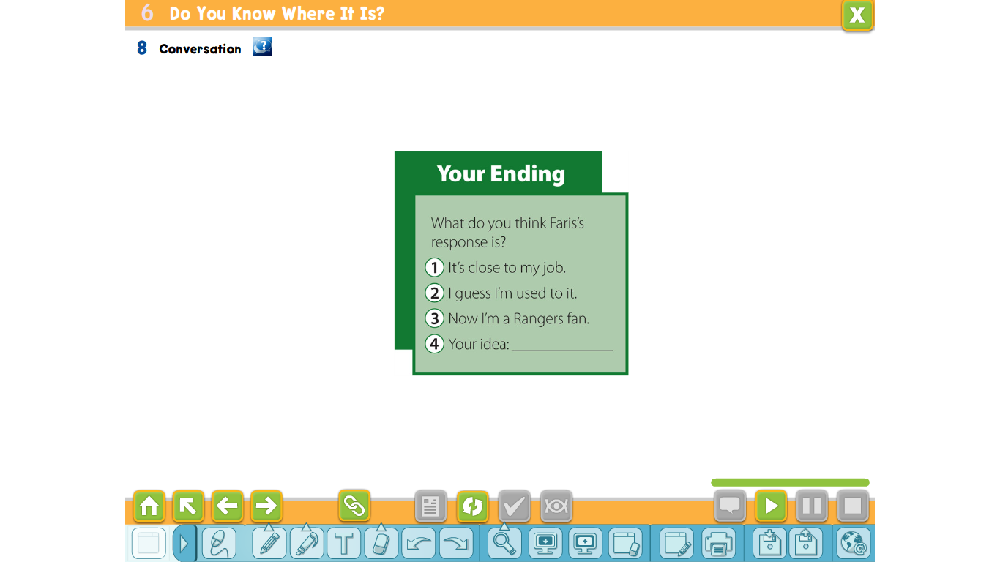 6 Do You Know Where It Is?
X
8 Conversation
?
Your Ending
What do you think Faris's
response is?
1 It's close to my job.
2 I guess I'm used to it.
3 Now I'm a Rangers fan.
4 Your idea: ______________
T
@